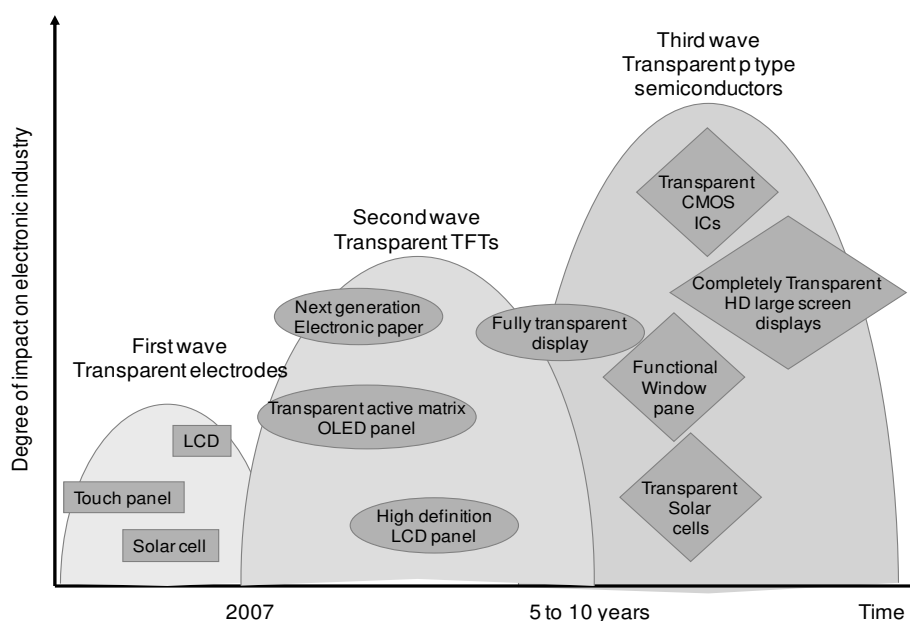 Third wave
Transparent p type
semiconductors
Degree of impact on electronic industry
Transparent
CMOS
ICs
Second wave
Transparent TFTs
Completely Transparent
HD large screen
displays
Next generation
Electronic paper
Fully transparent
display
First wave
Transparent electrodes
Functional
Window
pane
Transparent active matrix
OLED panel
LCD
Touch panel
Transparent
Solar
cells
High definition
LCD panel
Solar cell
2007
5 to 10 years
Time